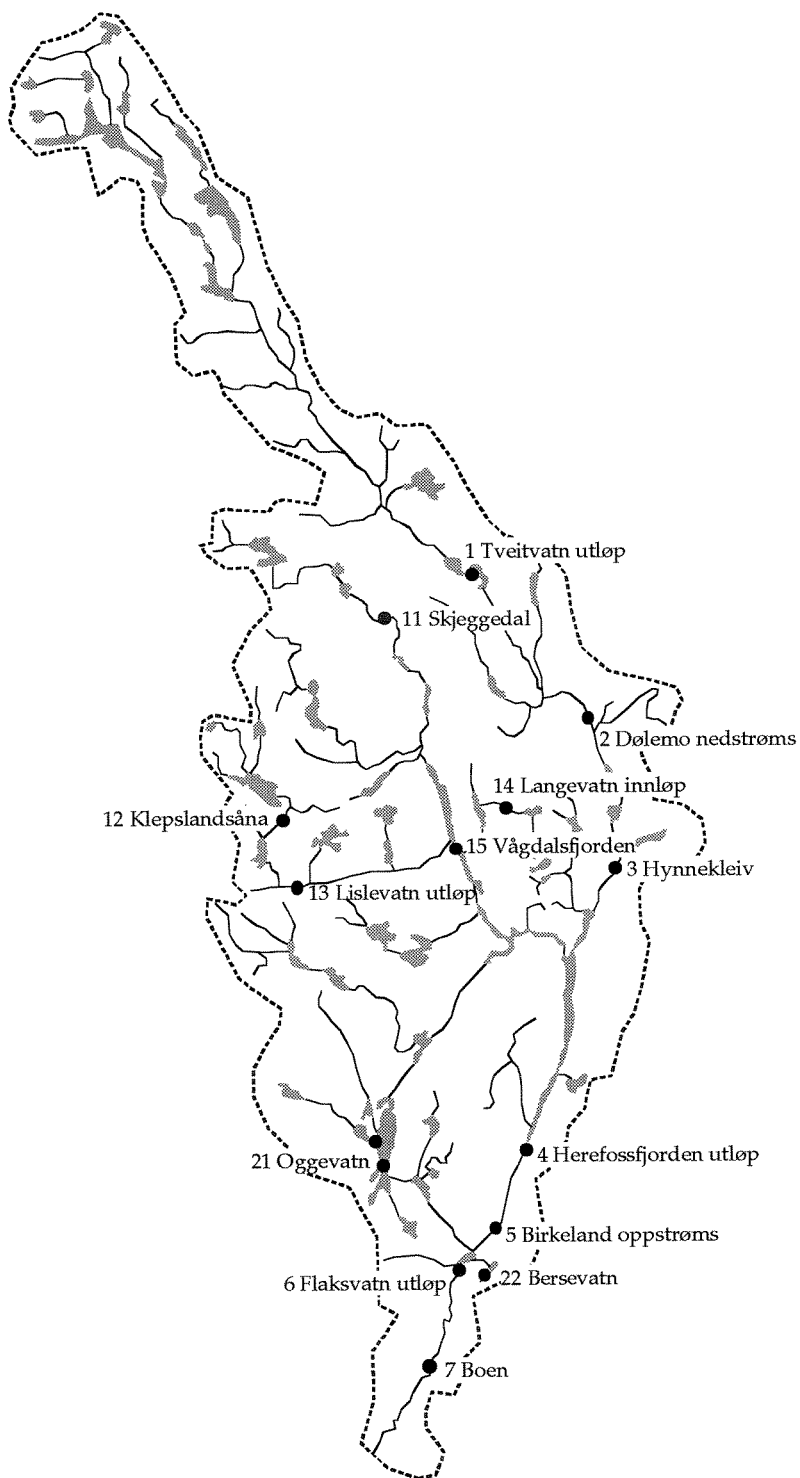 1 Tveitvatn utløp
11 Skjeggedal
2 Dølemo nedstrøms
14 Langevatn innløp
12 Klepslandsåna
15 Vågdalsfjorden
3 Hynnekleiv
13 Lislevatn utløp
4 Herefossfjorden utløp
21 Oggevatn
5 Birkeland oppstrøms
6 Flaksvatn utløp
22 Bersevatn
7 Boen